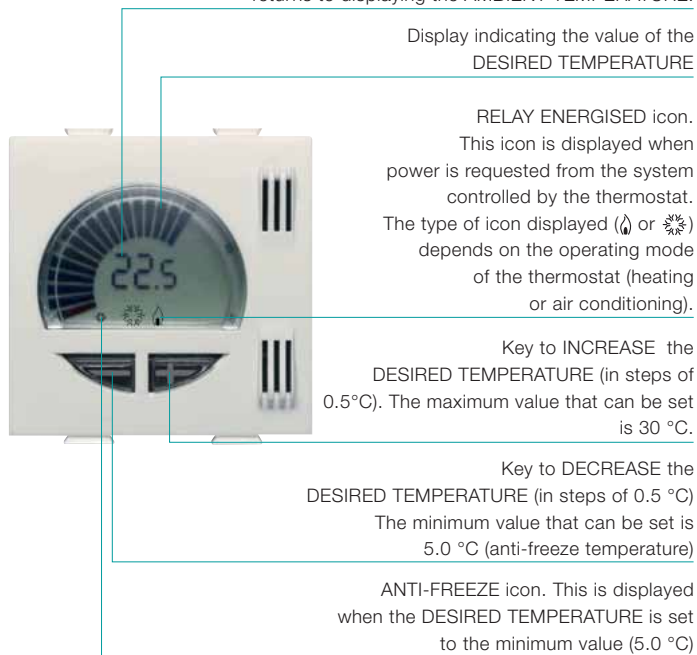 returns to displaying the AMBIENT TEMPERATURE.
Display indicating the value of the
DESIRED TEMPERATURE
RELAY ENERGISED icon.
This icon is displayed when
power is requested from the system
controlled by the thermostat.
The type of icon displayed ( or )
depends on the operating mode
of the thermostat (heating
or air conditioning).
22.5
Key to INCREASE the
DESIRED TEMPERATURE (in steps of
0.5°C). The maximum value that can be set
is 30 °C.
Key to DECREASE the
DESIRED TEMPERATURE (in steps of 0.5 °C)
The minimum value that can be set is
5.0 °C (anti-freeze temperature)
ANTI-FREEZE icon. This is displayed
when the DESIRED TEMPERATURE is set
to the minimum value (5.0 °C)